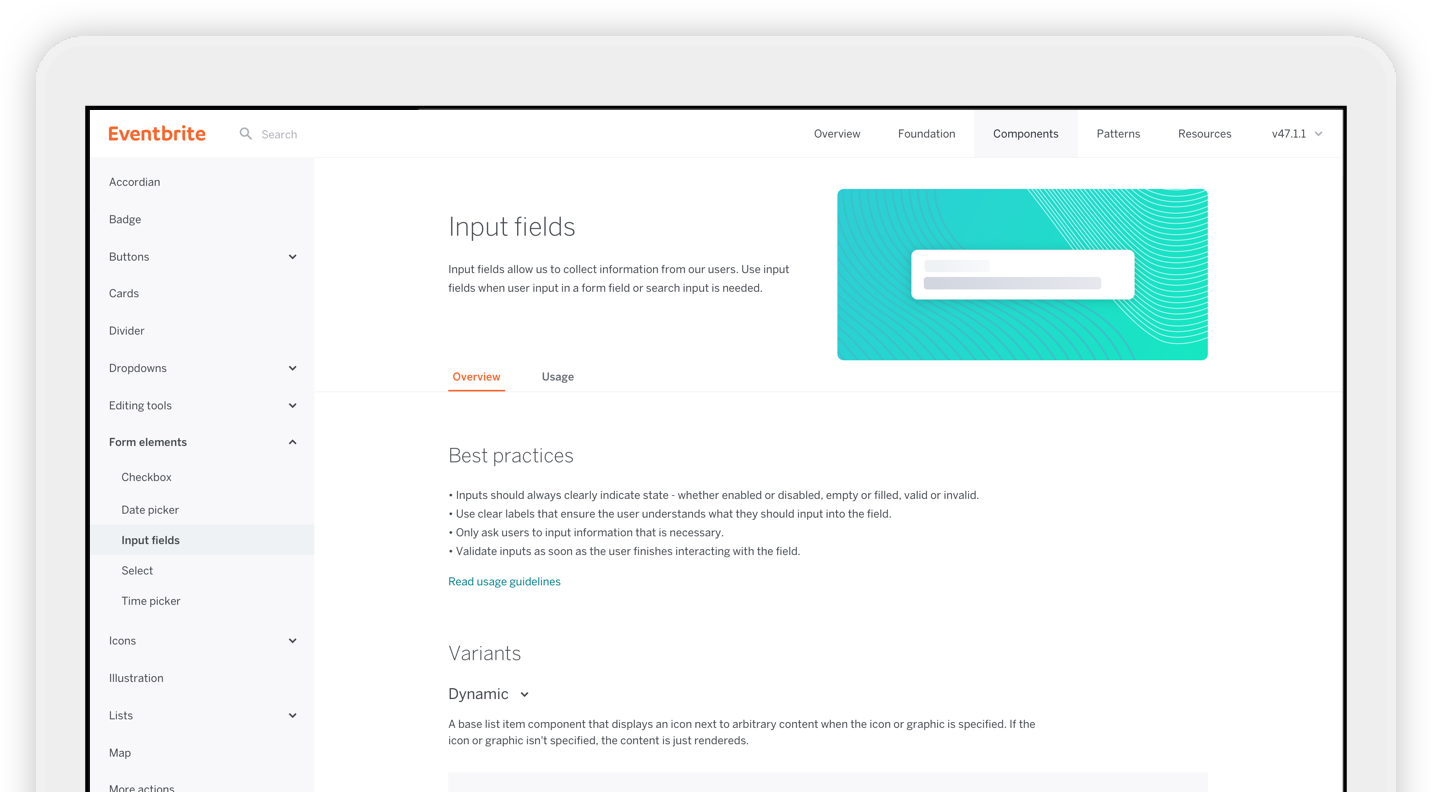 Eventbrite
Search
Overview
Foundation
Components
Patterns
Resources
v47.1.1
Accordian
Badge
Buttons
Cards
Divider
Dropdowns
Editing tools
Form elements
Checkbox
Date picker
Input fields
Select
Time picker
Icons
Illustration
Lists
Map
More actions
Input fields
Input fields allow us to collect information from our users. Use input
fields when user input in a form field or search input is needed.
Overview
Usage
Best practices
• Inputs should always clearly indicate state - whether enabled or disabled, empty or filled, valid or invalid.
• Use clear labels that ensure the user understands what they should input into the field.
• Only ask users to input information that is necessary.
• Validate inputs as soon as the user finishes interacting with the field.
Read usage guidelines
Variants
Dynamic
A base list item component that displays an icon next to arbitrary content when the icon or graphic is specified. If the
icon or graphic isn't specified, the content is just rendereds.